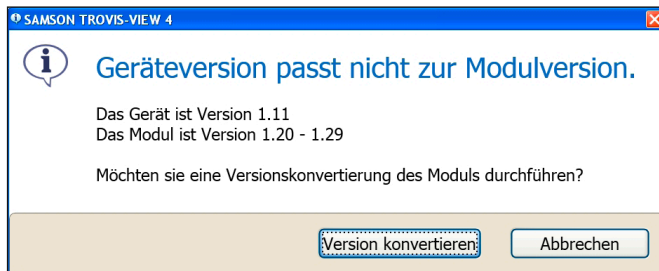 SAMSON TROVIS-VIEW 4
Geräteversion passt nicht zur Modulversion.
Das Gerät ist Version 1.11
Das Modul ist Version 1.20 - 1.29
Möchten sie eine Versionskonvertierung des Moduls durchführen?
Version konvertieren
Abbrechen